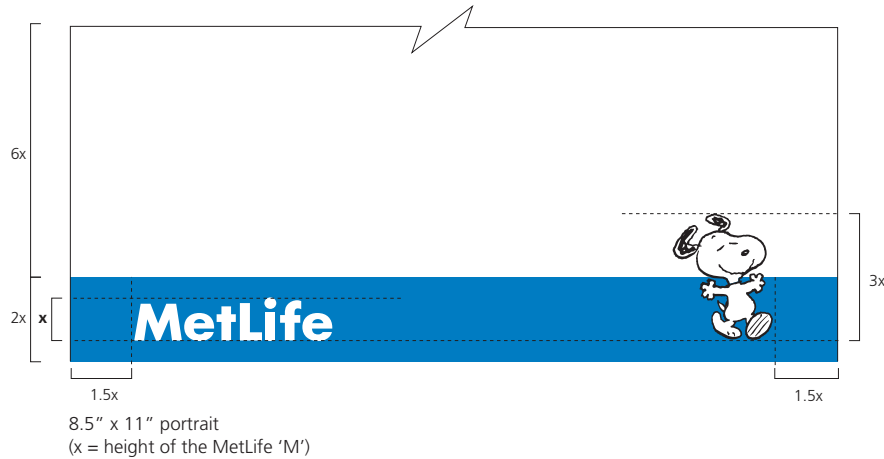 6x
3x
2x
x
MetLife
1.5x
1.5x
8.5” x 11” portrait
(x = height of the MetLife ‘M’)